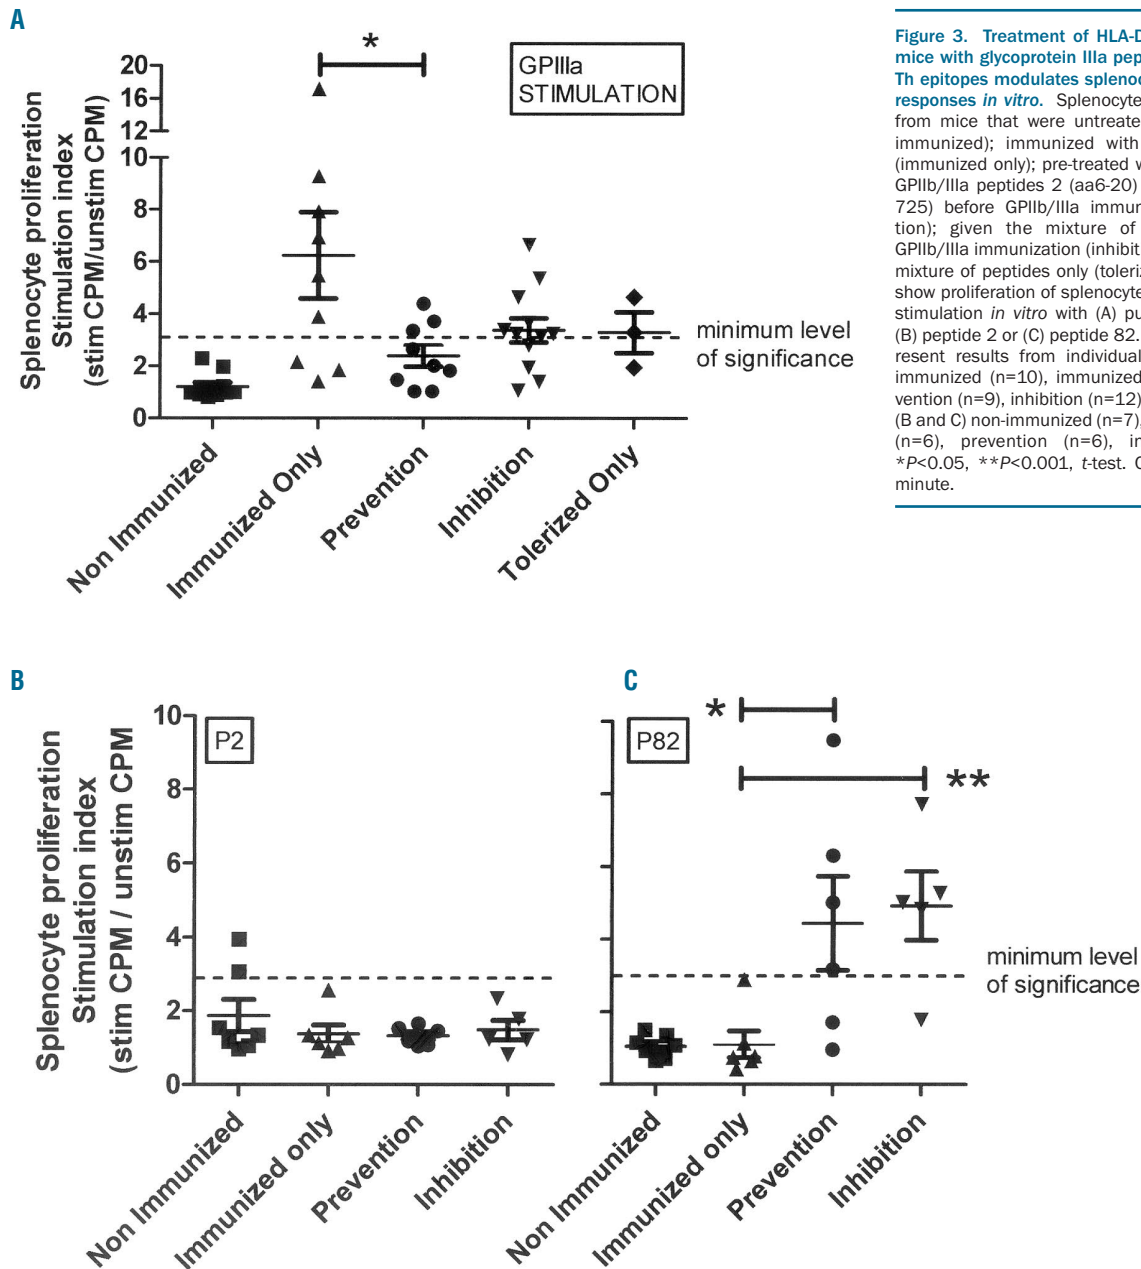 A
*
GPIIIa
STIMULATION
20
16
12
10
8
6
4
2
0
Splenocyte proliferation
Stimulation index
(stim CPM/unstim CPM)
minimum level
of significance
Non Immunized
Immunized Only
Prevention
Inhibition
Tolerized Only
Figure 3. Treatment of HLA-D
mice with glycoprotein IIIa pep
Th epitopes modulates splenoc
responses in vitro. Splenocyte
from mice that were untreate
immunized); immunized with
(immunized only); pre-treated w
GPIIb/IIIa peptides 2 (aa6-20)
725) before GPIIb/IIIa immun
tion); given the mixture of
GPIIb/IIIa immunization (inhibit
mixture of peptides only (toleriz
show proliferation of splenocyte
stimulation in vitro with (A) pu
(B) peptide 2 or (C) peptide 82.
resent results from individual
immunized (n=10), immunized
vention (n=9), inhibition (n=12)
(B and C) non-immunized (n=7),
(n=6), prevention (n=6), in
*P<0.05, **P<0.001, t-test. C
minute.
B
P2
10
8
6
4
2
0
Splenocyte proliferation
Stimulation index
(stim CPM / unstim CPM
Non Immunized
Immunized only
Prevention
Inhibition
C
P82
*
**
minimum level
of significance
Non Immunized
Immunized only
Prevention
Inhibition